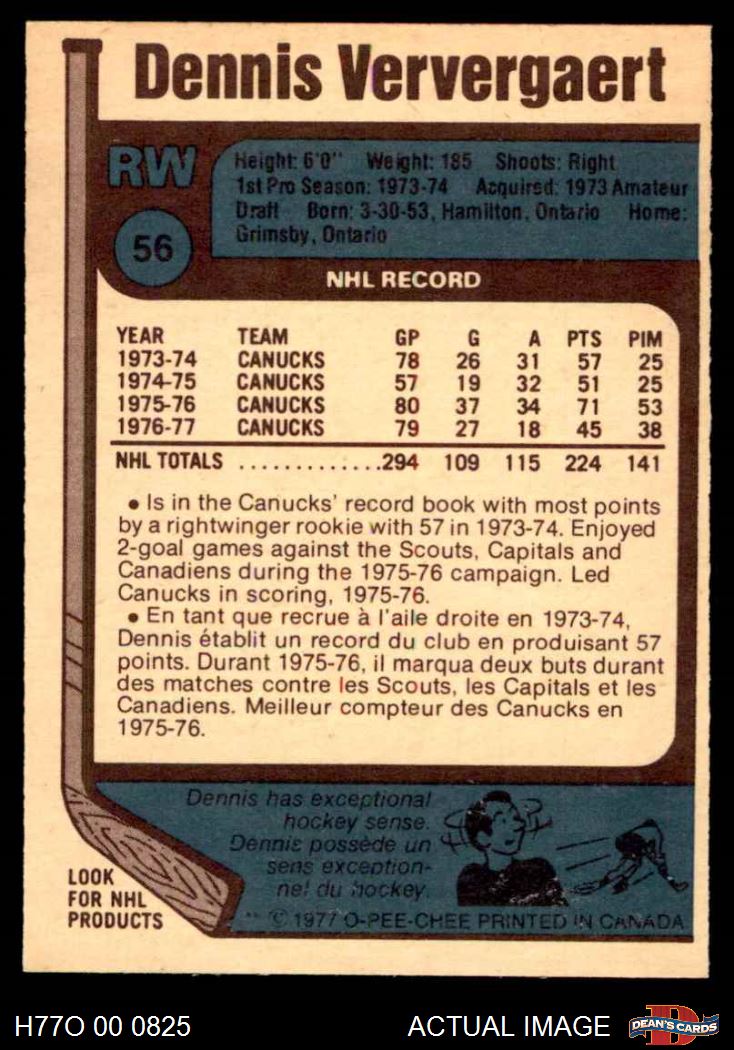 Dennis Ververgaert
RW
Height: 6'0" Weight: 185 Shoots: Right
1st Pro Season: 1973-74 Acquired: 1973 Amateur
Draft Born: 3-30-53, Hamilton, Ontario Home:
Grimsby, Ontario
56
NHL RECORD
YEAR TEAM GP G A PTS PIM
1973-74 CANUCKS 78 26 31 57 25
1974-75 CANUCKS 57 19 32 51 25
1975-76 CANUCKS 80 37 34 71 53
1976-77 CANUCKS 79 27 18 45 38
NHL TOTALS .............294 109 115 224 141
• Is in the Canucks' record book with most points
by a rightwinger rookie with 57 in 1973-74. Enjoyed
2-goal games against the Scouts, Capitals and
Canadiens during the 1975-76 campaign. Led
Canucks in scoring, 1975-76.
• En tant que recrue à l'aile droite en 1973-74,
Dennis établit un record du club en produisant 57
points. Durant 1975-76, il marqua deux buts durant
des matches contre les Scouts, les Capitals et les
Canadiens. Meilleur compteur des Canucks en
1975-76.
Dennis has exceptional
hockey sense.
Dennis possède un
sens exception-
nel du hockey.
LOOK
FOR NHL
PRODUCTS
** © 1977 O-PEE-CHEE PRINTED IN CANADA
H77O 00 0825
ACTUAL IMAGE
D
DEAN'S CARDS